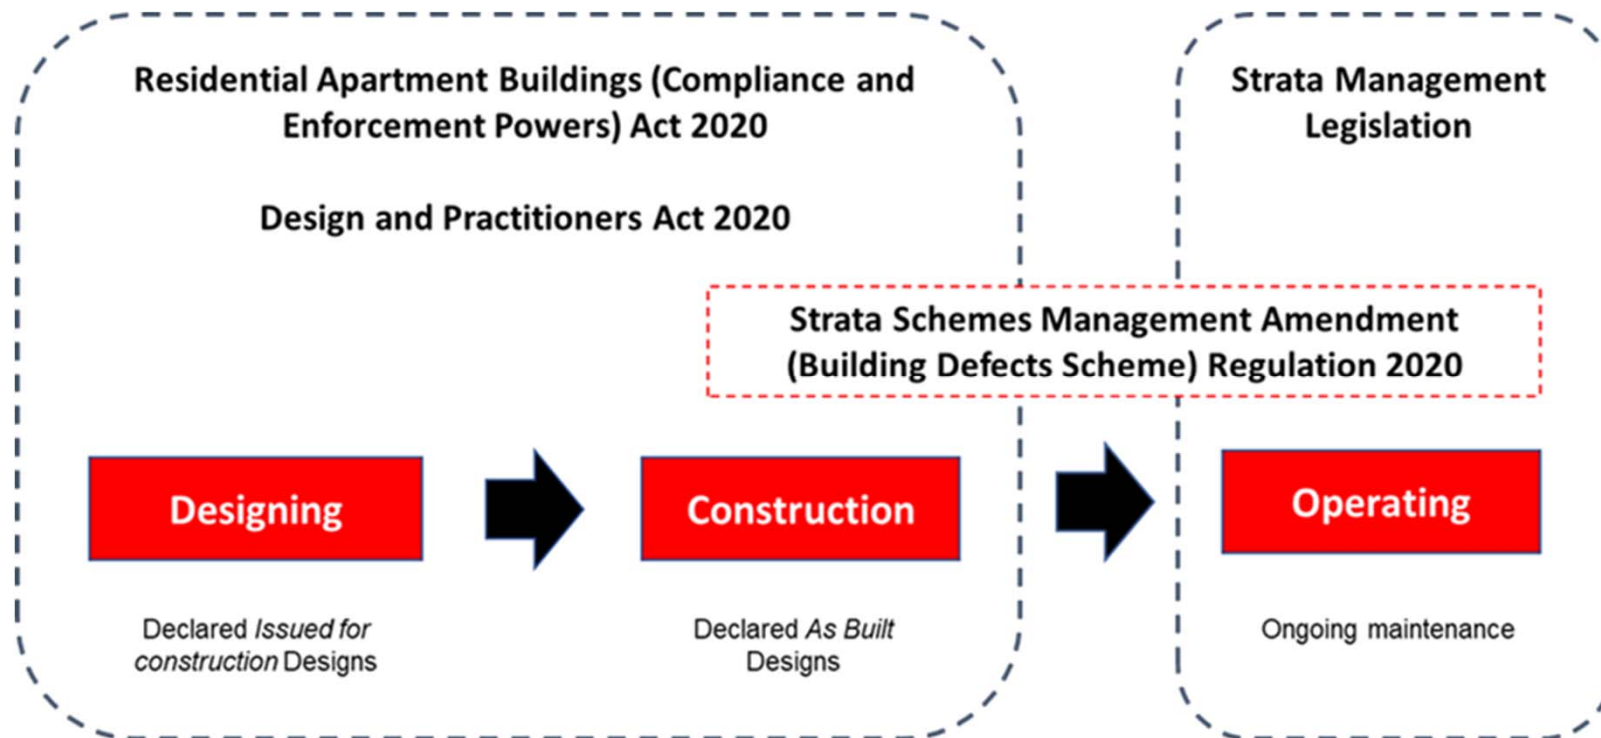 Residential Apartment Buildings (Compliance and
Enforcement Powers) Act 2020
Design and Practitioners Act 2020
Strata Management
Legislation
Strata Schemes Management Amendment
(Building Defects Scheme) Regulation 2020
Designing
Construction
Operating
Declared Issued for
construction Designs
Declared As Built
Designs
Ongoing maintenance